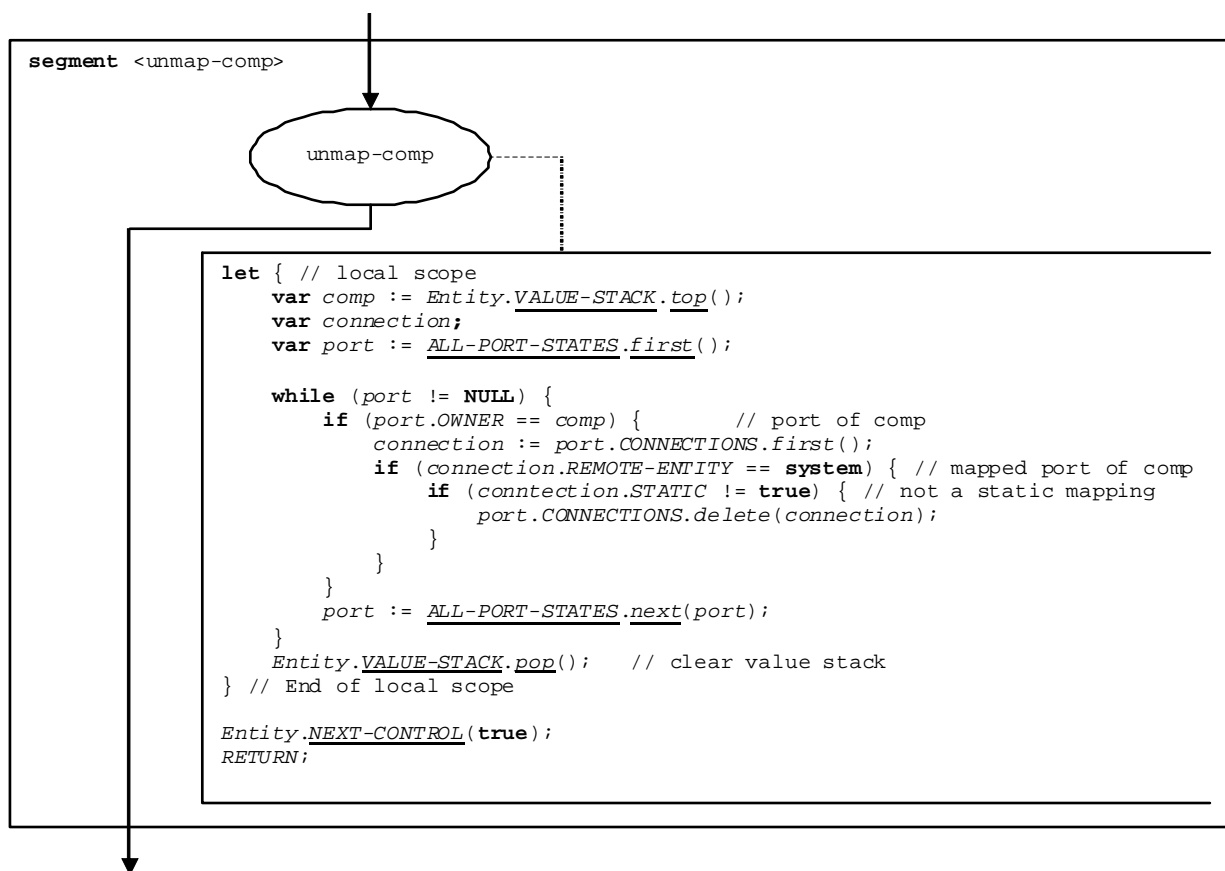 segment <unmap-comp>
unmap-comp
let { // local scope
var comp := Entity.VALUE-STACK.top();
var connection;
var port := ALL-PORT-STATES.first();
while (port != NULL) {
if (port.OWNER == comp) { // port of comp
connection := port.CONNECTIONS.first();
if (connection.REMOTE-ENTITY == system) { // mapped port of comp
if (conntection.STATIC != true) { // not a static mapping
port.CONNECTIONS.delete(connection);
}
}
}
port := ALL-PORT-STATES.next(port);
}
Entity.VALUE-STACK.pop(); // clear value stack
} // End of local scope
Entity.NEXT-CONTROL(true);
RETURN;